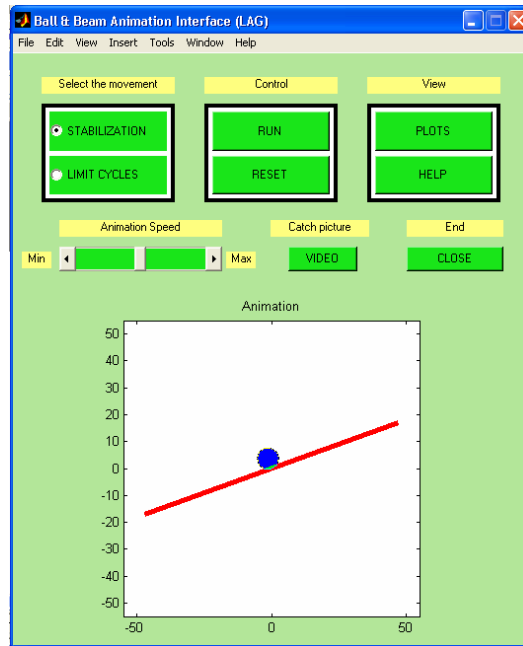 Ball & Beam Animation Interface (LAG)
File Edit View Insert Tools Window Help
Select the movement Control View
STABILIZATION RUN PLOTS
LIMIT CYCLES RESET HELP
Animation Speed Catch picture End
Min Max VIDEO CLOSE
Animation
50
40
30
20
10
0
-10
-20
-30
-40
-50
-50 0 50